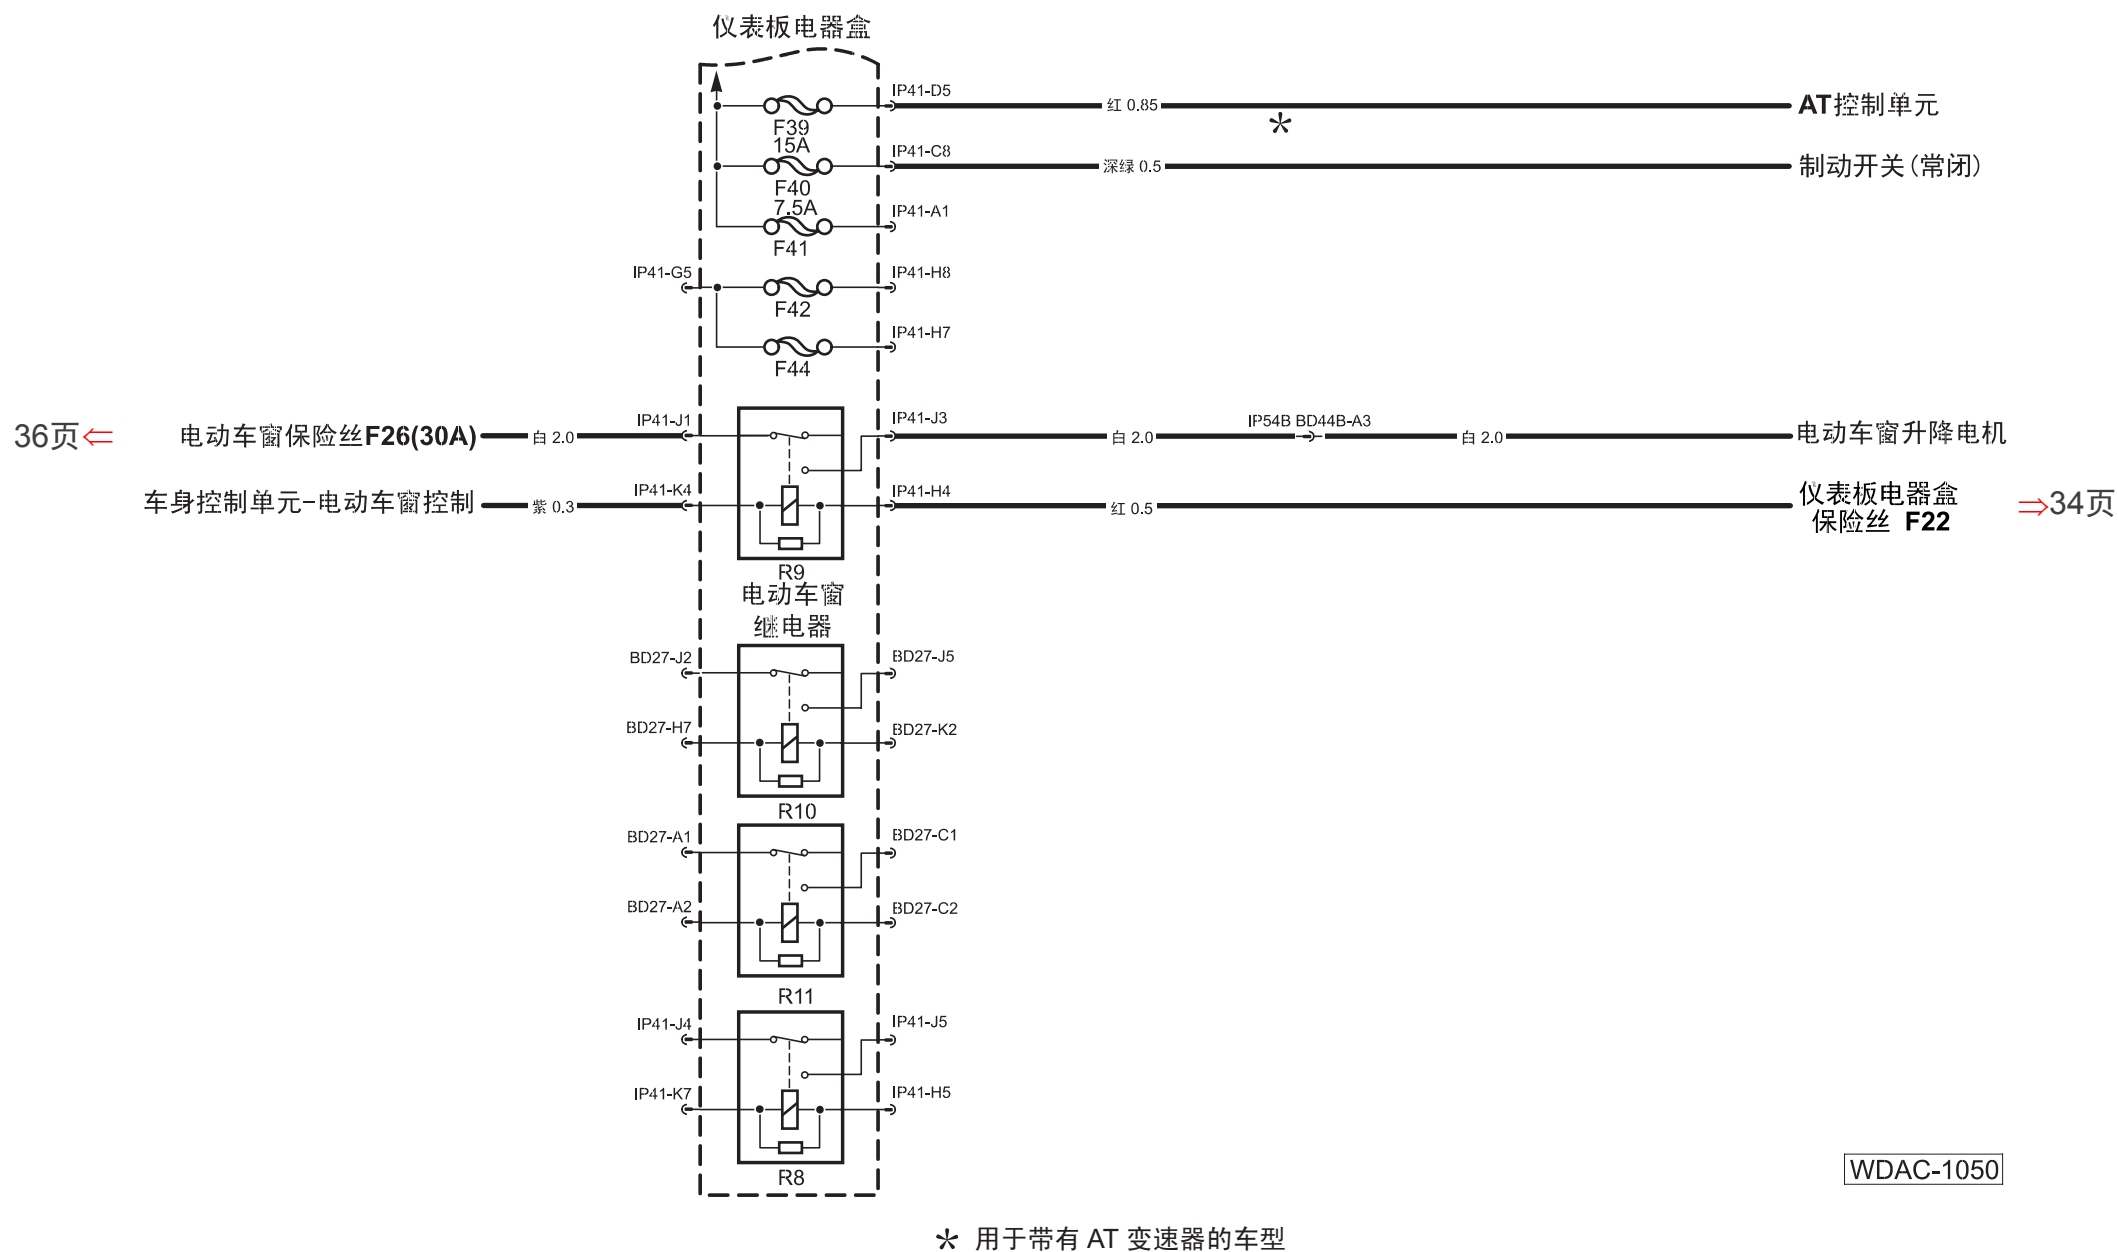 仪表板电器盒
IP41-D5
红 0.85
AT控制单元
F39
15A
IP41-C8
深绿 0.5
制动开关(常闭)
F40
7.5A
IP41-A1
F41
IP41-G5
IP41-H8
F42
IP41-H7
F44
36页⇐
电动车窗保险丝F26(30A)
白 2.0
IP41-J1
IP41-J3
白 2.0
IP54B BD44B-A3
白 2.0
电动车窗升降电机
车身控制单元-电动车窗控制
紫 0.3
IP41-K4
IP41-H4
红 0.5
仪表板电器盒
保险丝 F22
⇒34页
R9
电动车窗
继电器
BD27-J2
BD27-J5
BD27-H7
BD27-K2
R10
BD27-A1
BD27-C1
BD27-A2
BD27-C2
R11
IP41-J4
IP41-J5
IP41-K7
IP41-H5
R8
WDAC-1050
* 用于带有 AT 变速器的车型